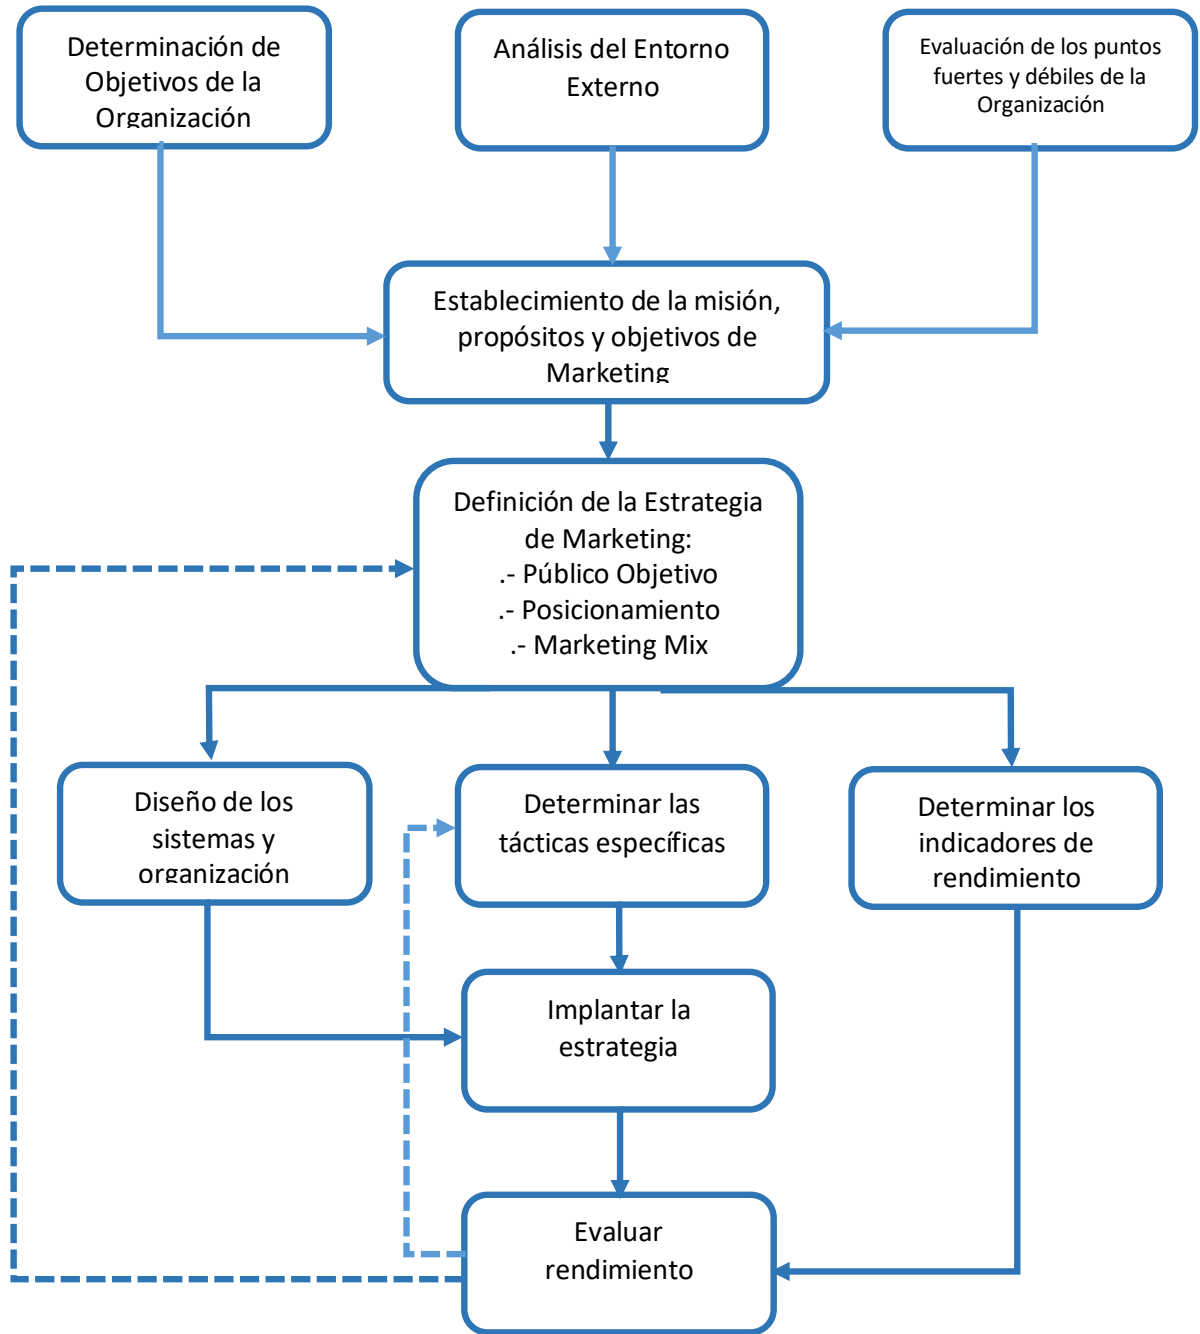 Determinación de
Objetivos de la
Organización
Análisis del Entorno
Externo
Evaluación de los puntos
fuertes y débiles de la
Organización
Establecimiento de la misión,
propósitos y objetivos de
Marketing
Definición de la Estrategia
de Marketing:
.- Público Objetivo
.- Posicionamiento
.- Marketing Mix
Diseño de los
sistemas y
organización
Determinar las
tácticas específicas
Determinar los
indicadores de
rendimiento
Implantar la
estrategia
Evaluar
rendimiento